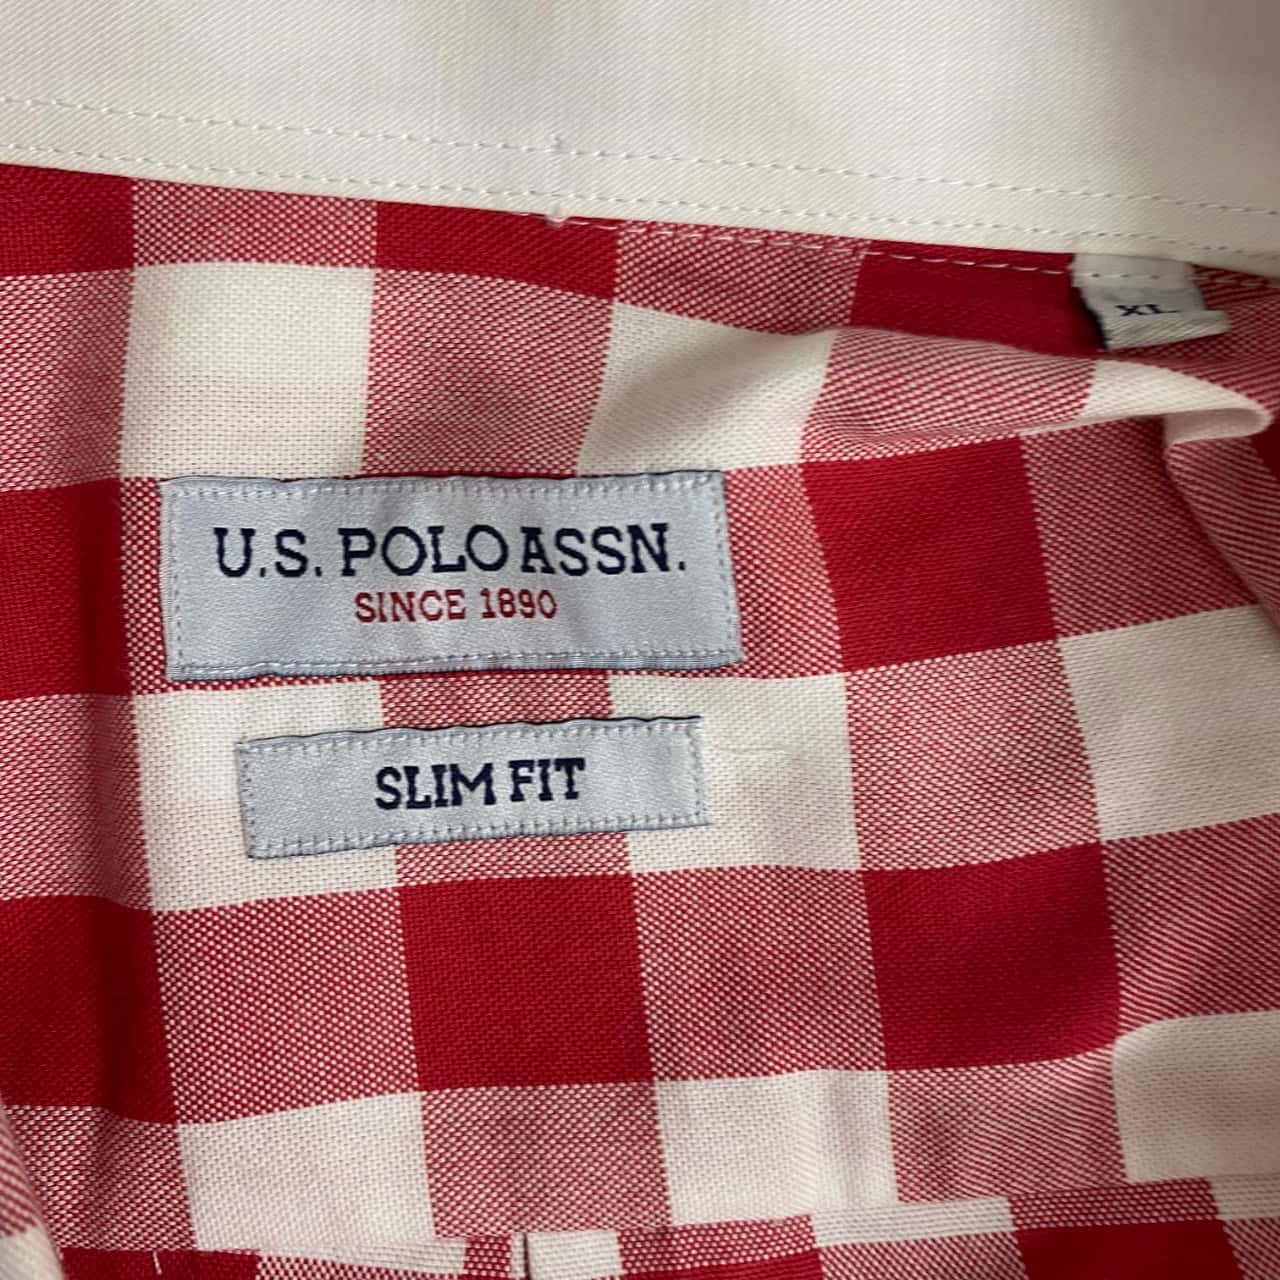 XL
U.S. POLO ASSN.
SINCE 1890
SLIM FIT